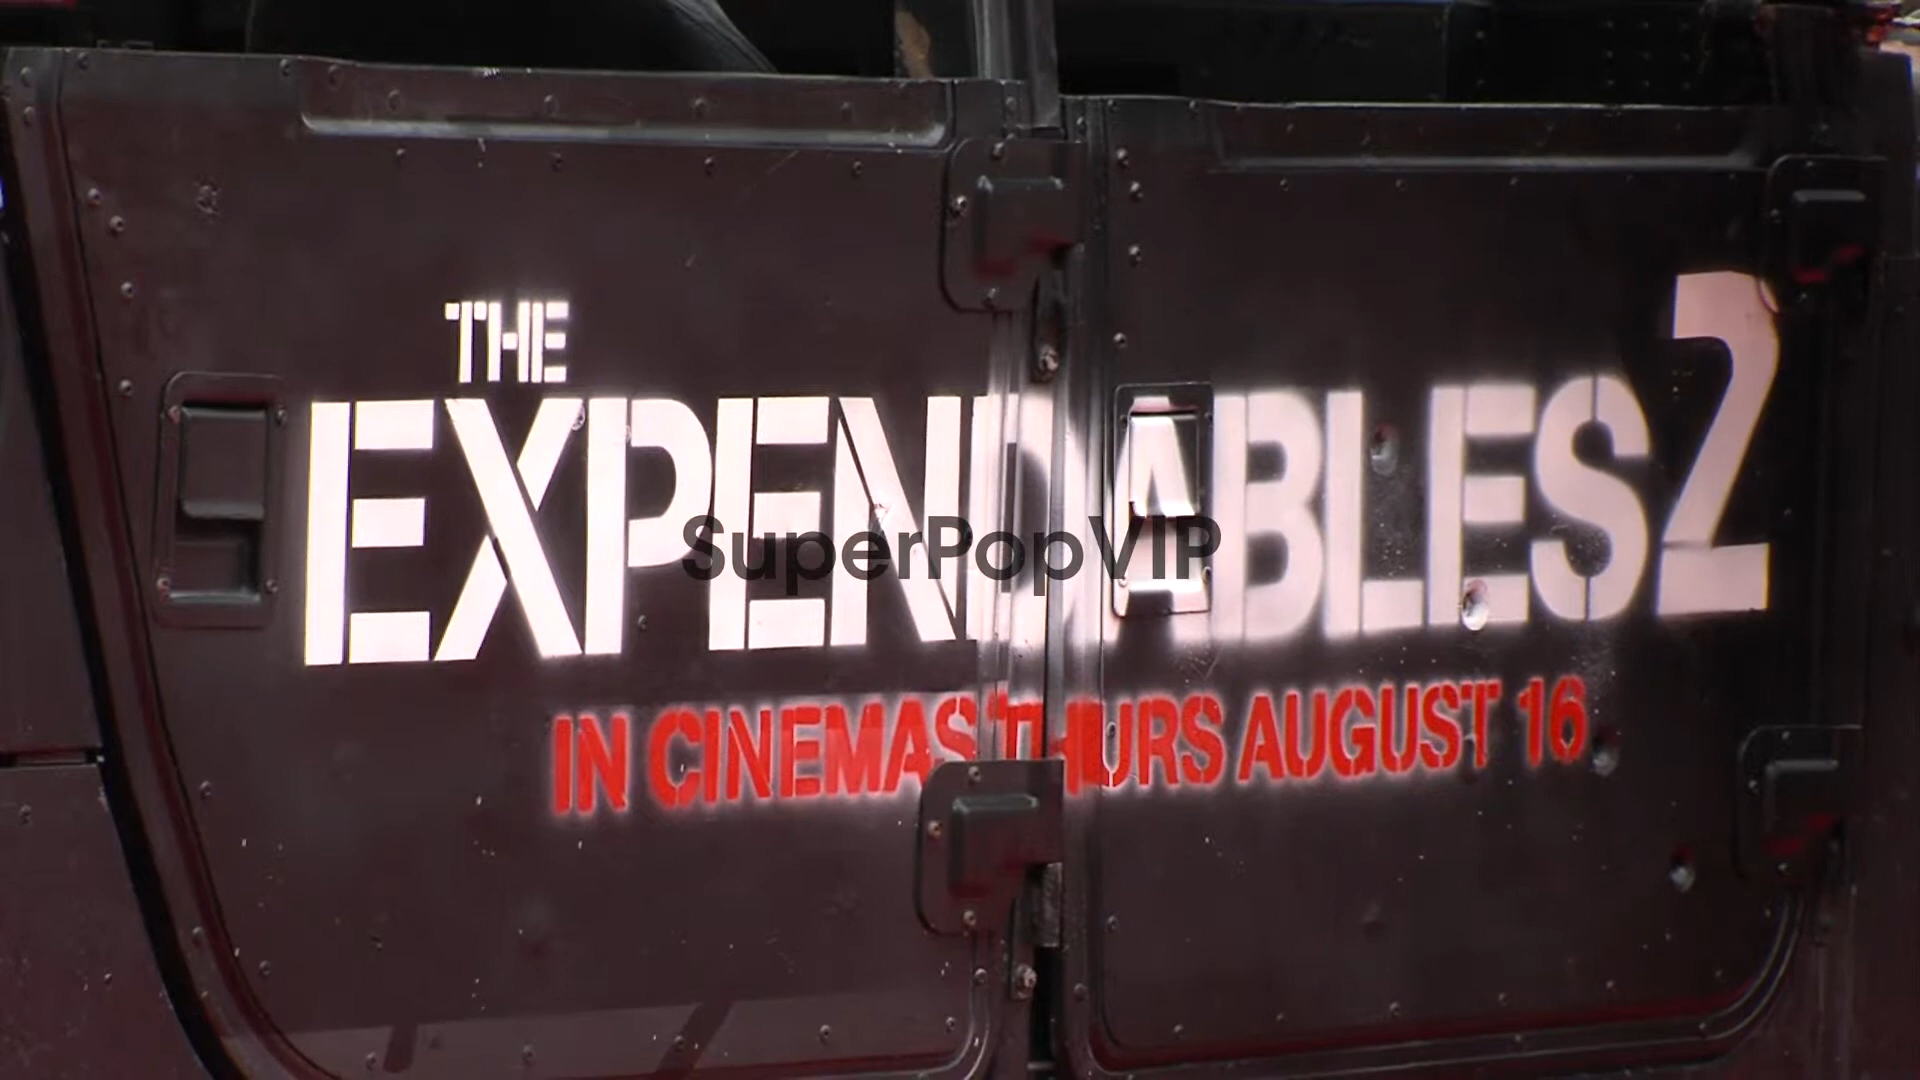 THE
EXPENDABLES 2
SuperPopVIP
IN CINEMAS THURS AUGUST 16